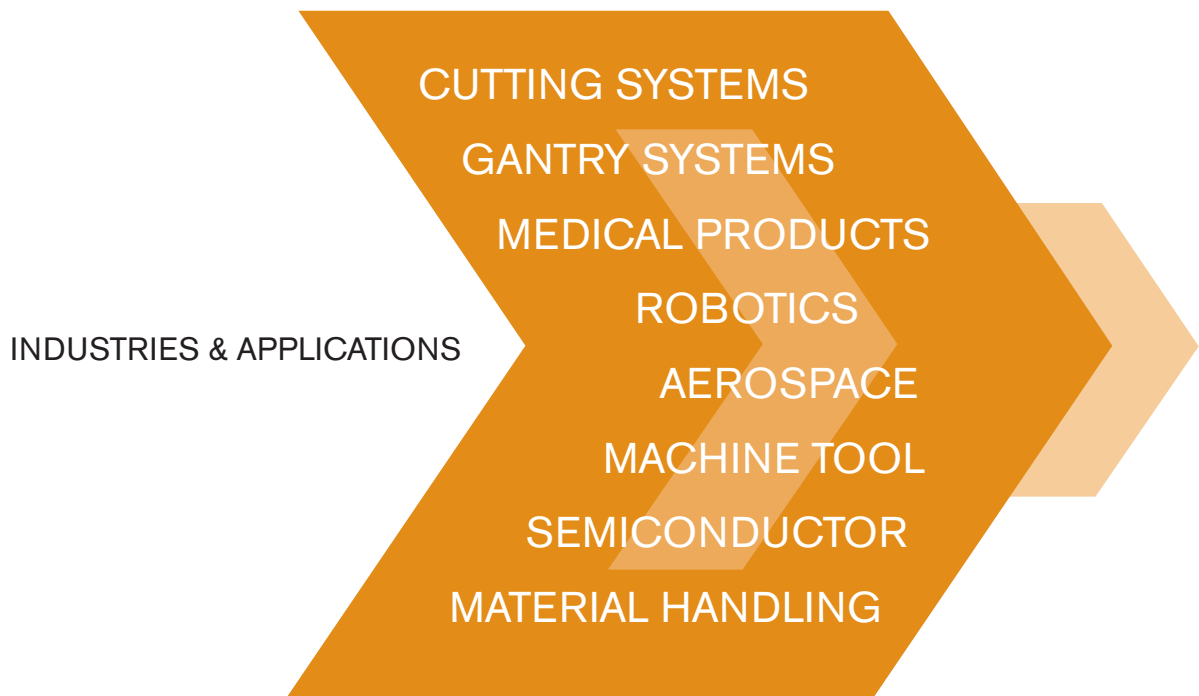 INDUSTRIES & APPLICATIONS
CUTTING SYSTEMS
GANTRY SYSTEMS
MEDICAL PRODUCTS
ROBOTICS
AEROSPACE
MACHINE TOOL
SEMICONDUCTOR
MATERIAL HANDLING